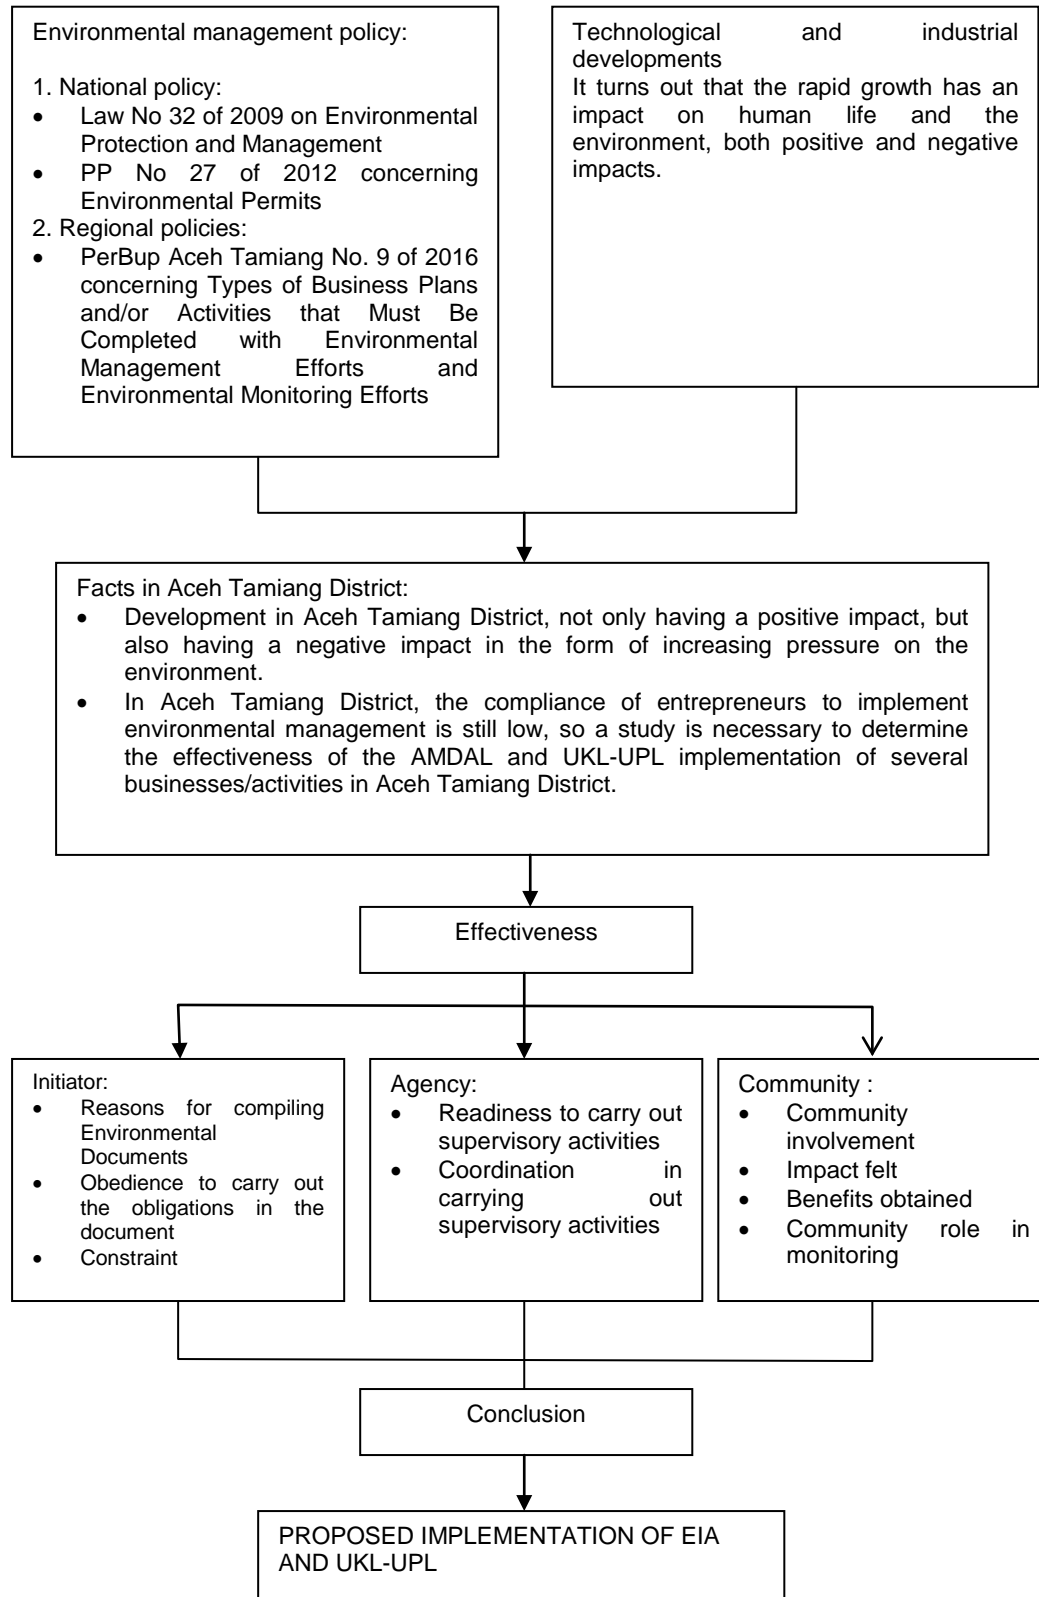 Environmental management policy:
1. National policy:
• Law No 32 of 2009 on Environmental
Protection and Management
• PP No 27 of 2012 concerning
Environmental Permits
2. Regional policies:
• PerBup Aceh Tamiang No. 9 of 2016
concerning Types of Business Plans
and/or Activities that Must Be
Completed with Environmental
Management Efforts and
Environmental Monitoring Efforts
Technological and industrial
developments
It turns out that the rapid growth has an
impact on human life and the
environment, both positive and negative
impacts.
Facts in Aceh Tamiang District:
• Development in Aceh Tamiang District, not only having a positive impact, but
also having a negative impact in the form of increasing pressure on the
environment.
• In Aceh Tamiang District, the compliance of entrepreneurs to implement
environmental management is still low, so a study is necessary to determine
the effectiveness of the AMDAL and UKL-UPL implementation of several
businesses/activities in Aceh Tamiang District.
Effectiveness
Initiator:
• Reasons for compiling
Environmental
Documents
• Obedience to carry out
the obligations in the
document
• Constraint
Agency:
• Readiness to carry out
supervisory activities
• Coordination in
carrying out
supervisory activities
Community :
• Community
involvement
• Impact felt
• Benefits obtained
• Community role in
monitoring
Conclusion
PROPOSED IMPLEMENTATION OF EIA
AND UKL-UPL